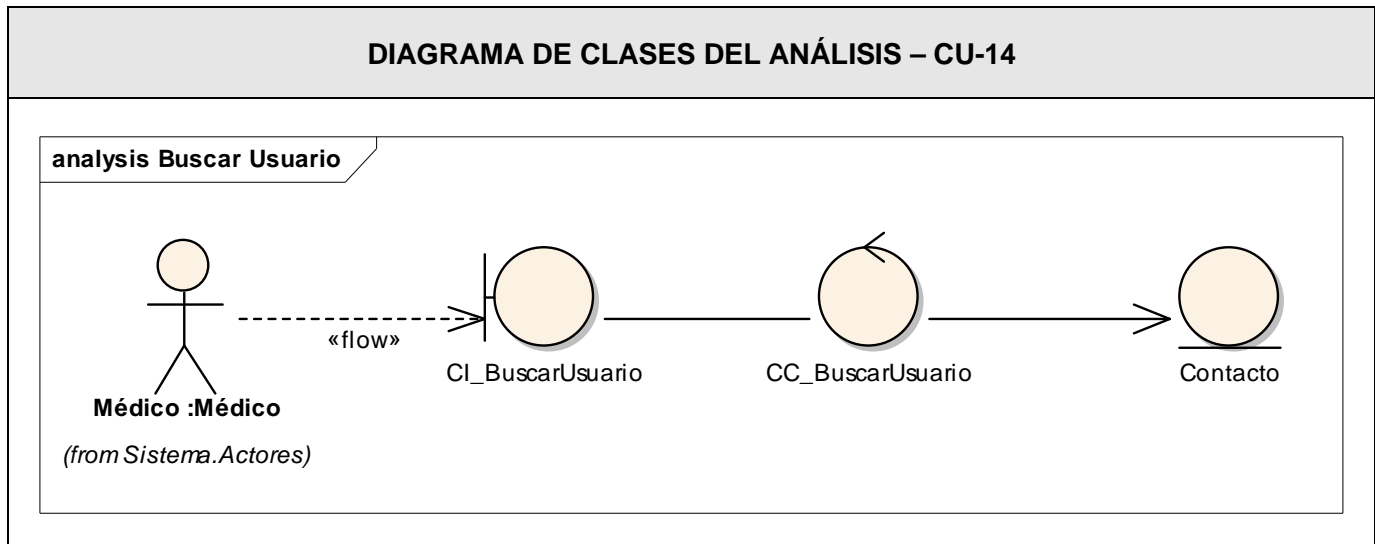 DIAGRAMA DE CLASES DEL ANÁLISIS – CU-14
analysis Buscar Usuario
«flow»
CI_BuscarUsuario
CC_BuscarUsuario
Contacto
Médico :Médico
(from Sistema.Actores)